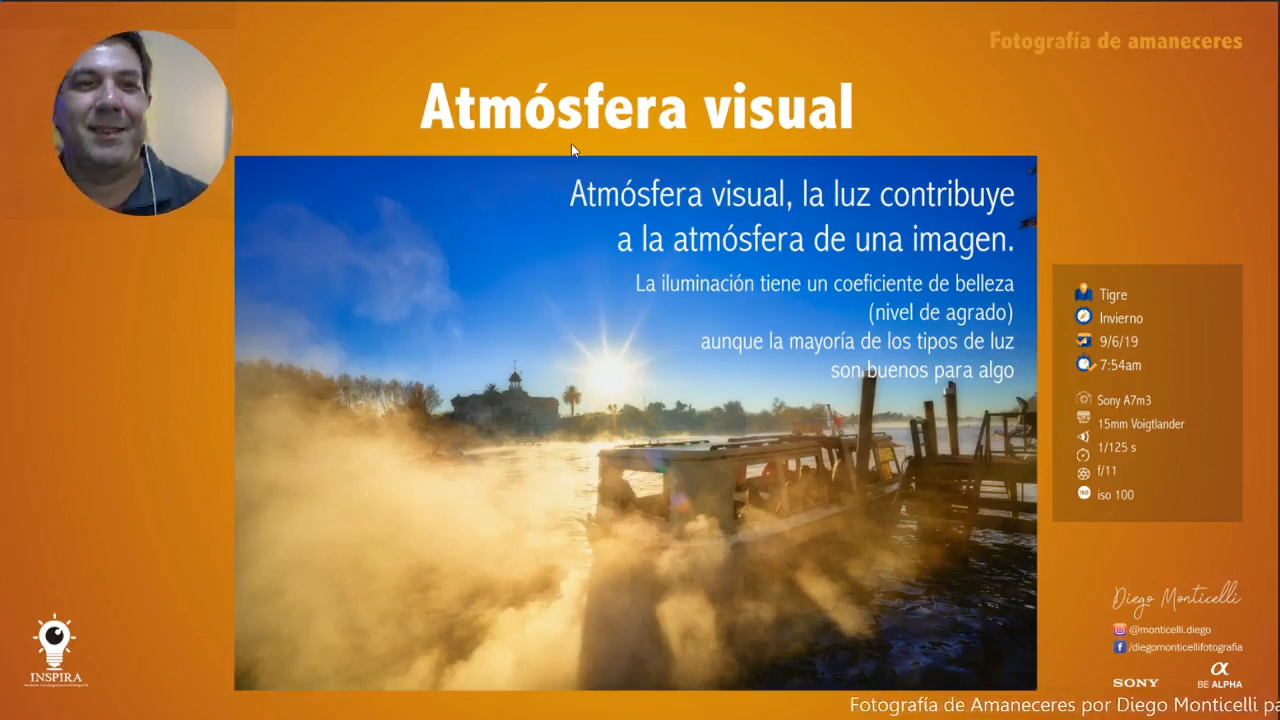 Fotografía de amaneceres
Atmósfera visual
Atmósfera visual, la luz contribuye
a la atmósfera de una imagen.
La iluminación tiene un coeficiente de belleza
(nivel de agrado)
aunque la mayoría de los tipos de luz
son buenos para algo
Tigre
Invierno
9/6/19
7:54am
Sony A7m3
15mm Voigtlander
1/125 s
f/11
ISO iso 100
Diego Monticelli
@monticelli.diego
/diegomonticellifotografia
INSPIRA
SONY
α
BE ALPHA
Fotografía de Amaneceres por Diego Monticelli pa